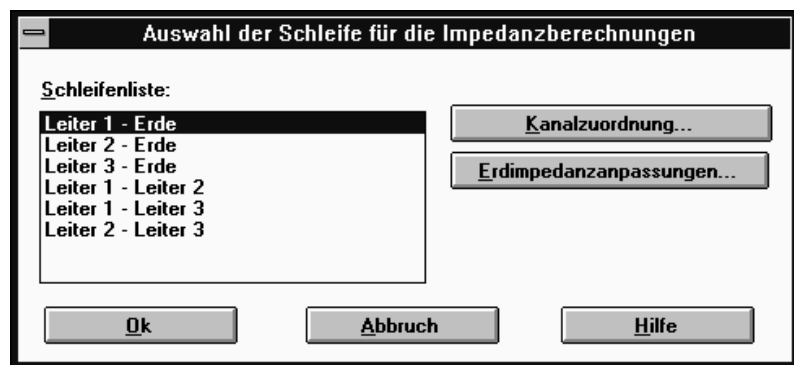 Auswahl der Schleife für die Impedanzberechnungen
Schleifenliste:
Leiter 1 - Erde
Leiter 2 - Erde
Leiter 3 - Erde
Leiter 1 - Leiter 2
Leiter 1 - Leiter 3
Leiter 2 - Leiter 3
Kanalzuordnung...
Erdimpedanzanpassungen...
Ok
Abbruch
Hilfe